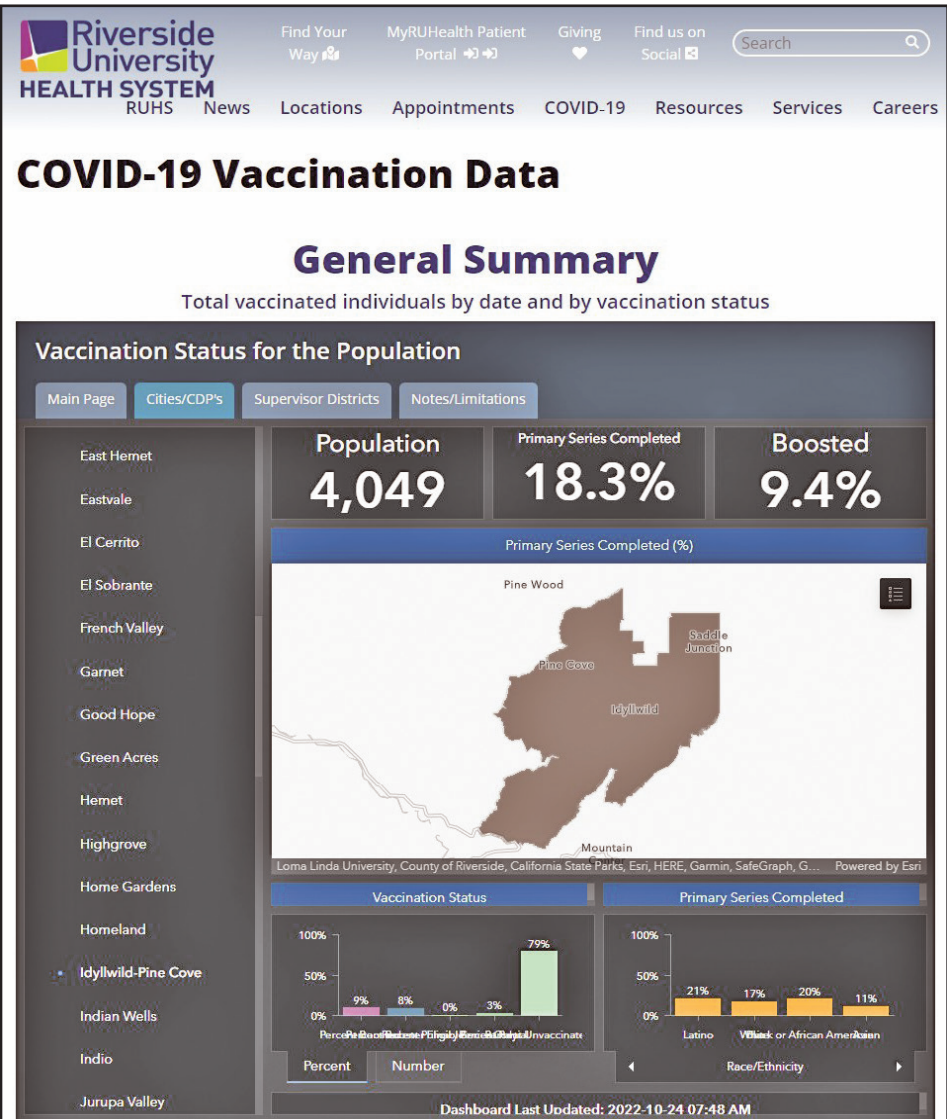 Riverside
University
HEALTH SYSTEM
Find Your
Way
MyRUHealth Patient
Portal
Giving
Find us on
Social
Search
RUHS News Locations Appointments COVID-19 Resources Services Careers
COVID-19 Vaccination Data
General Summary
Total vaccinated individuals by date and by vaccination status
Vaccination Status for the Population
Main Page Cities/CDP's Supervisor Districts Notes/Limitations
East Hemet
Eastvale
El Cerrito
El Sobrante
French Valley
Garnet
Good Hope
Green Acres
Hemet
Highgrove
Home Gardens
Homeland
Idyllwild-Pine Cove
Indian Wells
Indio
Jurupa Valley
Population
4,049
Primary Series Completed
18.3%
Boosted
9.4%
Primary Series Completed (%)
Pine Wood
Saddle
Junction
Pine Cove
Idyllwild
Mountain
Loma Linda University, County of Riverside, California State Parks, Esri, HERE, Garmin, SafeGraph, G... Powered by Esri
Vaccination Status
100%
50%
0%
9% 8% 0% 3% 79%
Percent Number
Primary Series Completed
100%
50%
0%
21% 17% 20% 11%
Latino or African American
Race/Ethnicity
Dashboard Last Updated: 2022-10-24 07:48 AM